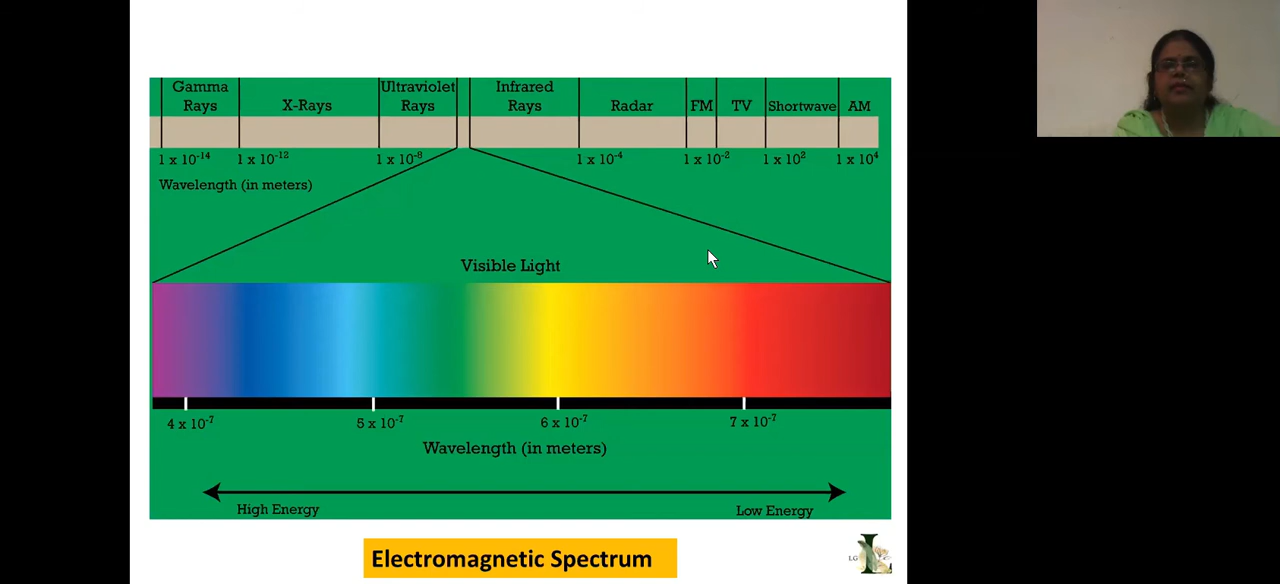 Gamma Rays
X-Rays
Ultraviolet Rays
Infrared Rays
Radar
FM
TV
Shortwave
AM
1 x 10⁻¹⁴
1 x 10⁻¹²
1 x 10⁻⁸
1 x 10⁻⁴
1 x 10⁻²
1 x 10²
1 x 10⁴
Wavelength (in meters)
Visible Light
4 x 10⁻⁷
5 x 10⁻⁷
6 x 10⁻⁷
7 x 10⁻⁷
Wavelength (in meters)
High Energy
Low Energy
Electromagnetic Spectrum
LG